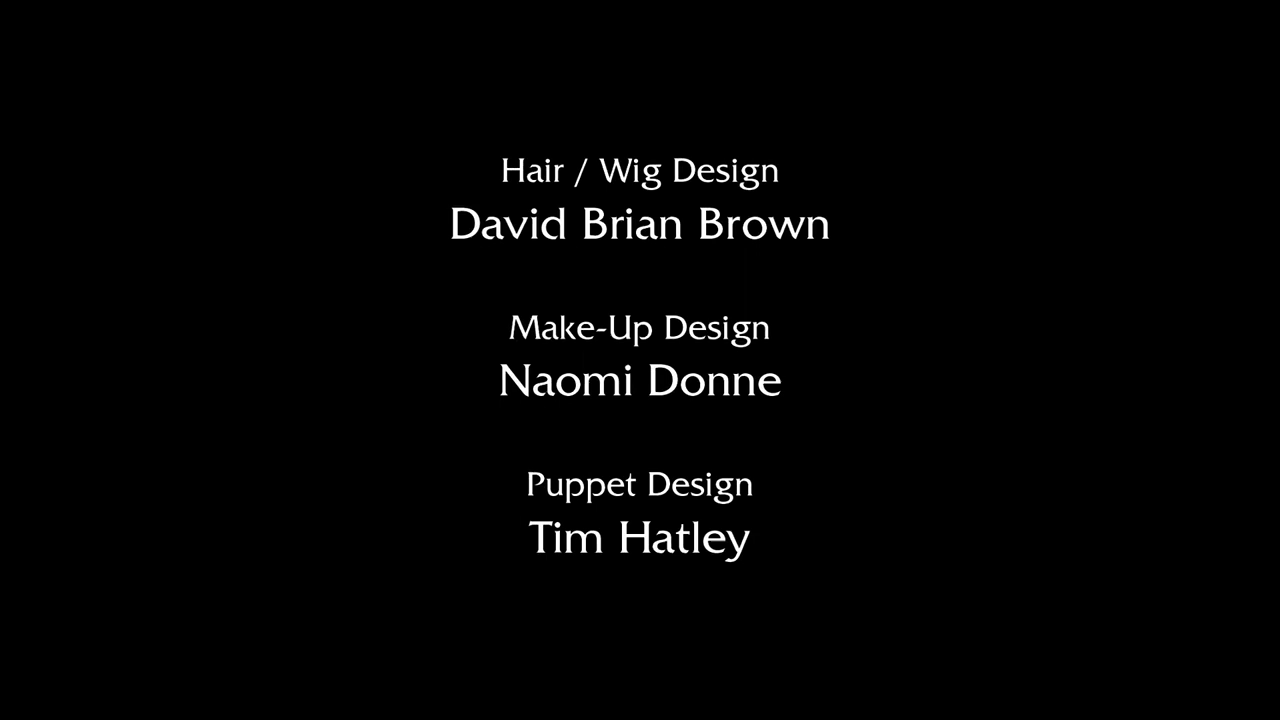 Hair / Wig Design
David Brian Brown
Make-Up Design
Naomi Donne
Puppet Design
Tim Hatley